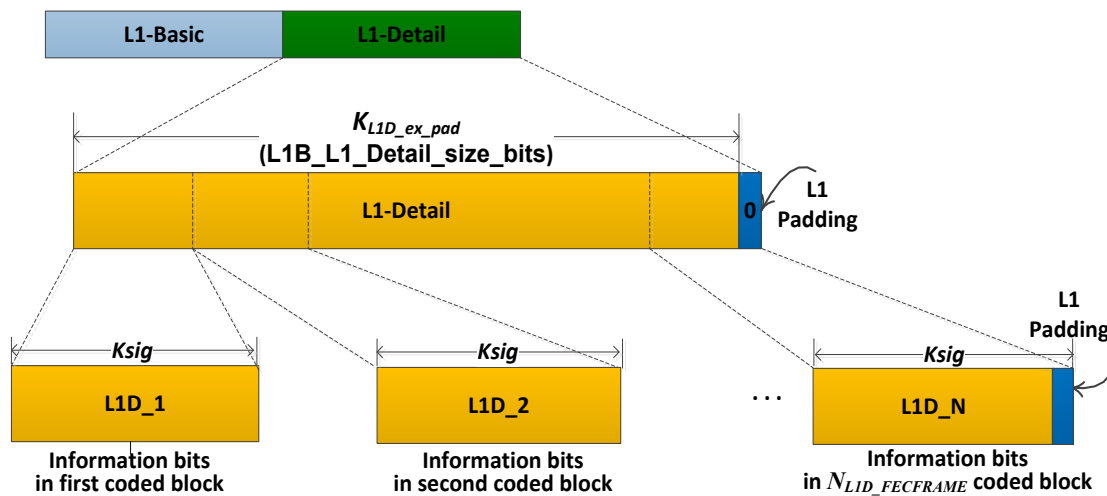 L1-Basic L1-Detail
K_L1D_ex_pad
(L1B_L1_Detail_size_bits)
L1-Detail 0
L1
Padding
L1
Padding
Ksig Ksig Ksig
L1D_1 L1D_2 ... L1D_N
Information bits
in first coded block
Information bits
in second coded block
Information bits
in N_L1D_FECFRAME coded block